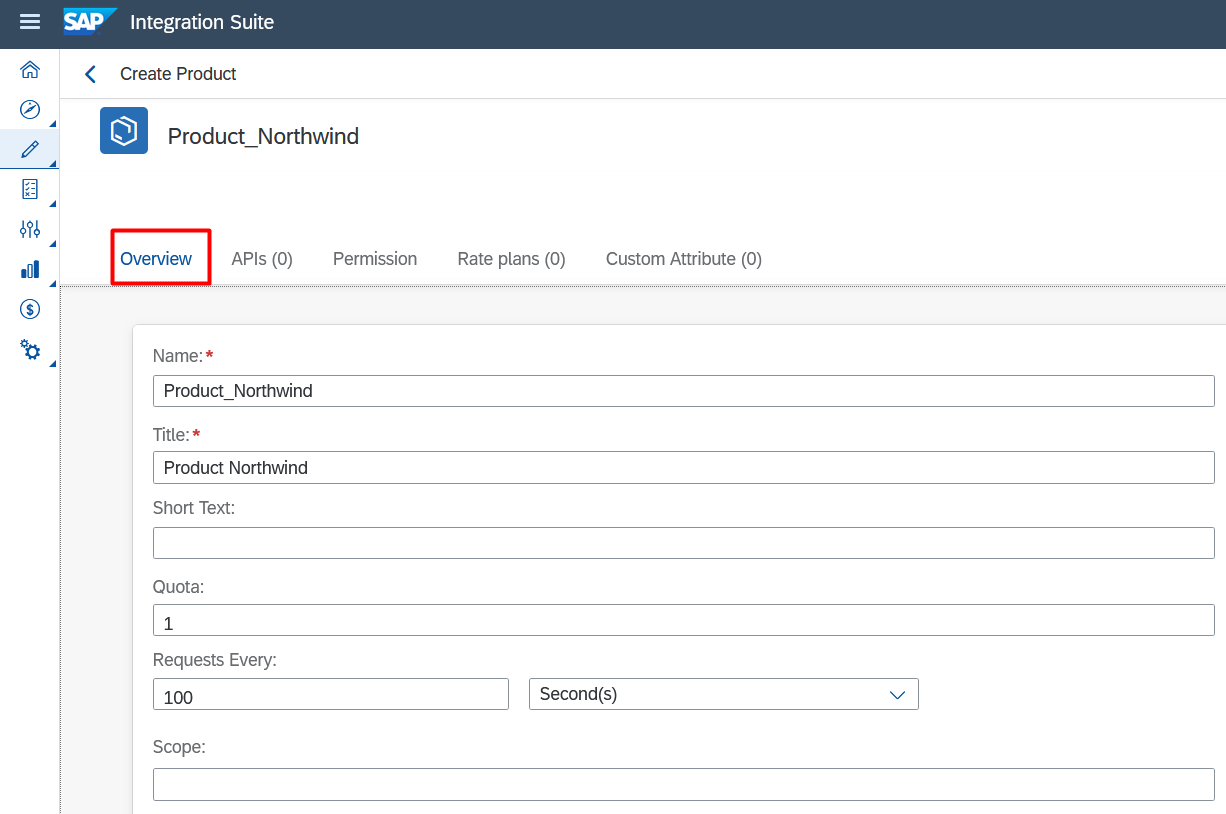 SAP Integration Suite
Create Product
Product_Northwind
Overview APIs (0) Permission Rate plans (0) Custom Attribute (0)
Name:*
Product_Northwind
Title:*
Product Northwind
Short Text:
Quota:
1
Requests Every:
100 Second(s)
Scope: